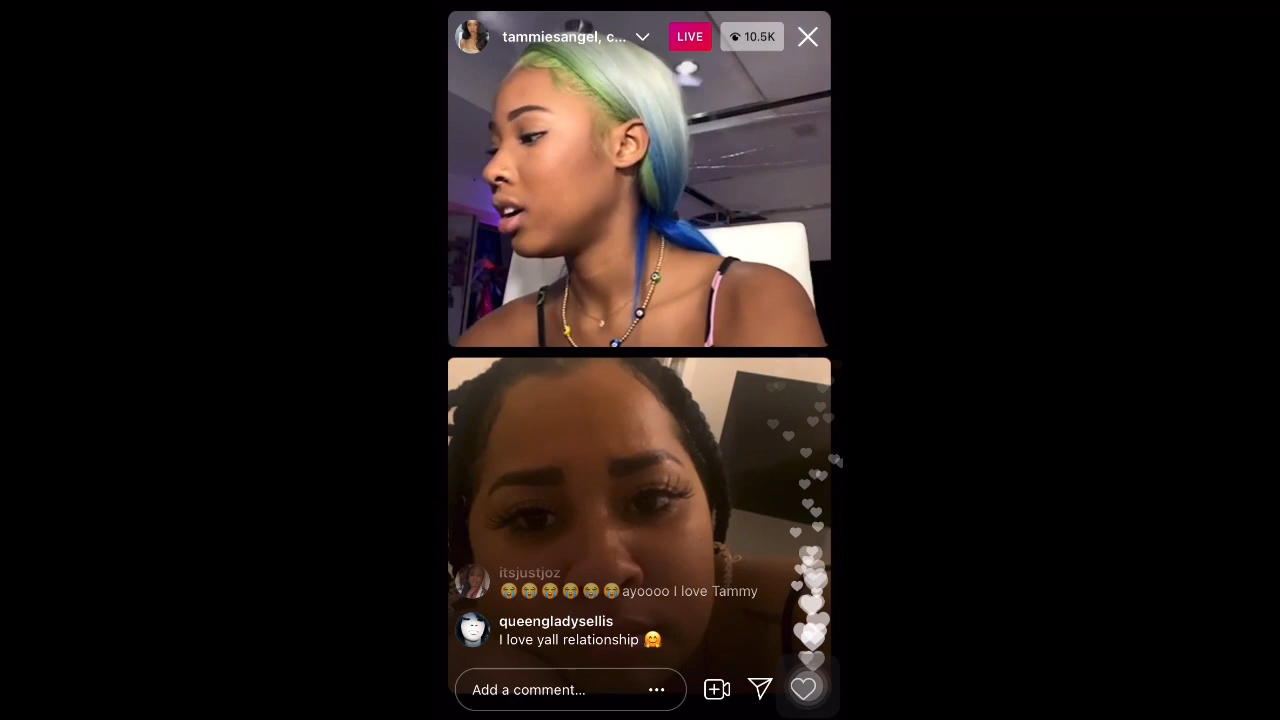 tammiesangel, c...
LIVE
10.5K
itsjustjoz
😭😭😭😭😭😭ayoooo I love Tammy
queengladysellis
I love yall relationship 🤗
Add a comment...